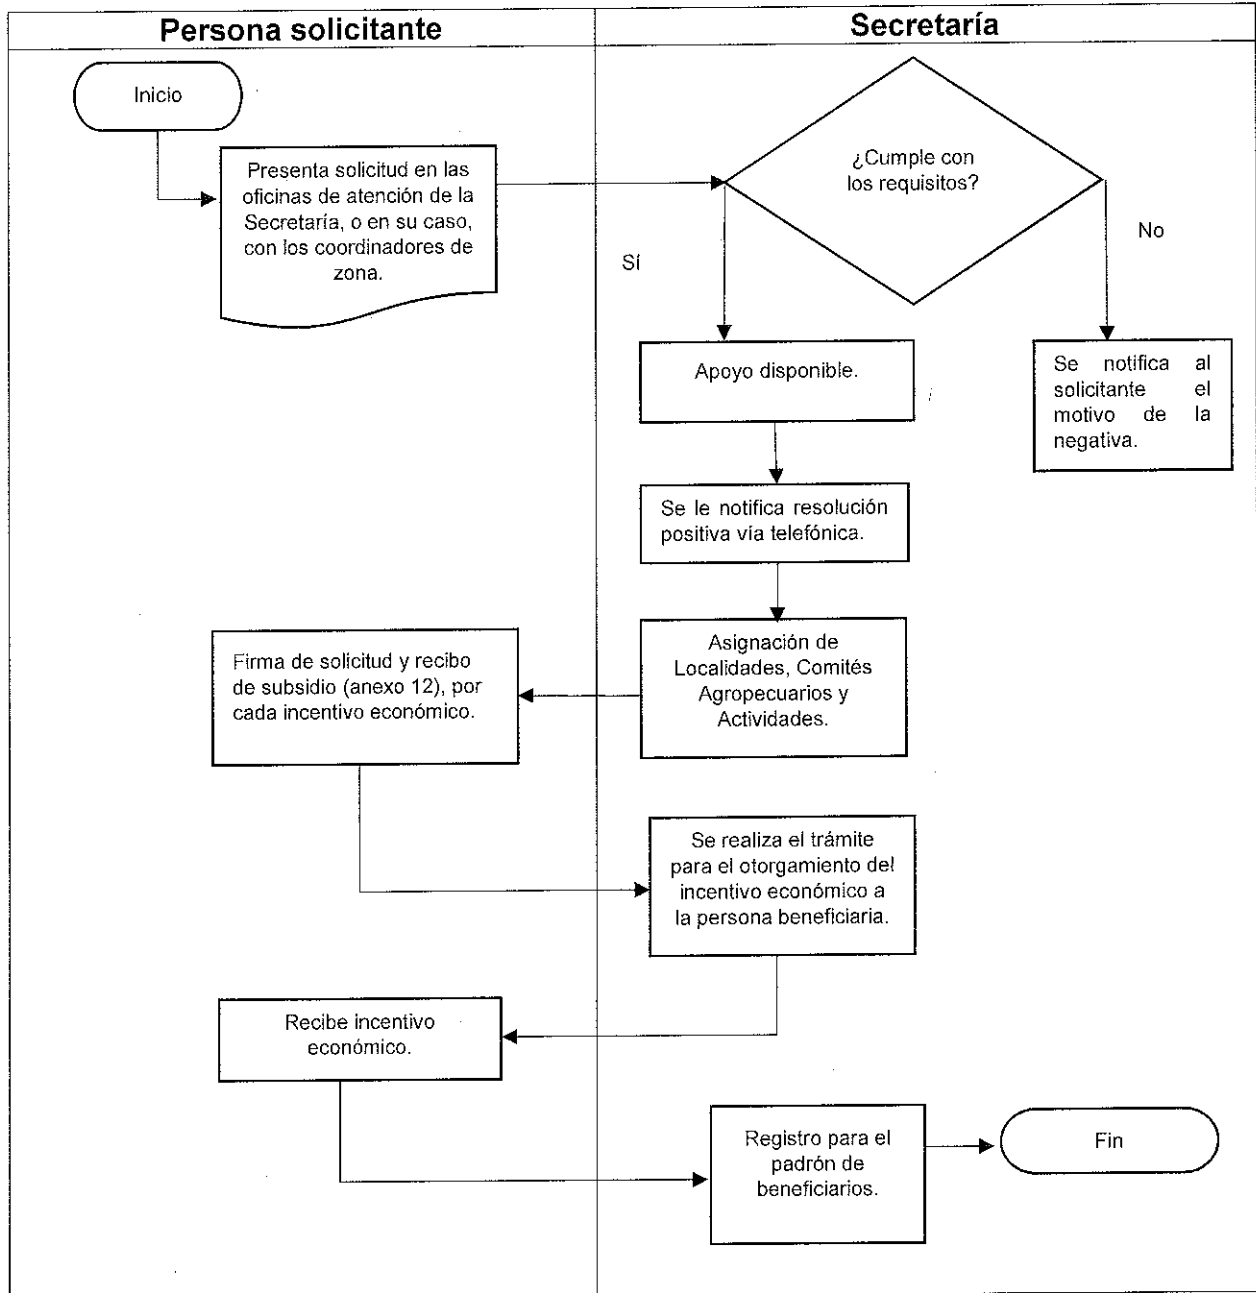 Persona solicitante
Secretaría
Inicio
Presenta solicitud en las
oficinas de atención de la
Secretaría, o en su caso,
con los coordinadores de
zona.
¿Cumple con
los requisitos?
Sí
No
Apoyo disponible.
Se notifica al
solicitante el
motivo de la
negativa.
Se le notifica resolución
positiva vía telefónica.
Asignación de
Localidades, Comités
Agropecuarios y
Actividades.
Firma de solicitud y recibo
de subsidio (anexo 12), por
cada incentivo económico.
Se realiza el trámite
para el otorgamiento del
incentivo económico a
la persona beneficiaria.
Recibe incentivo
económico.
Registro para el
padrón de
beneficiarios.
Fin